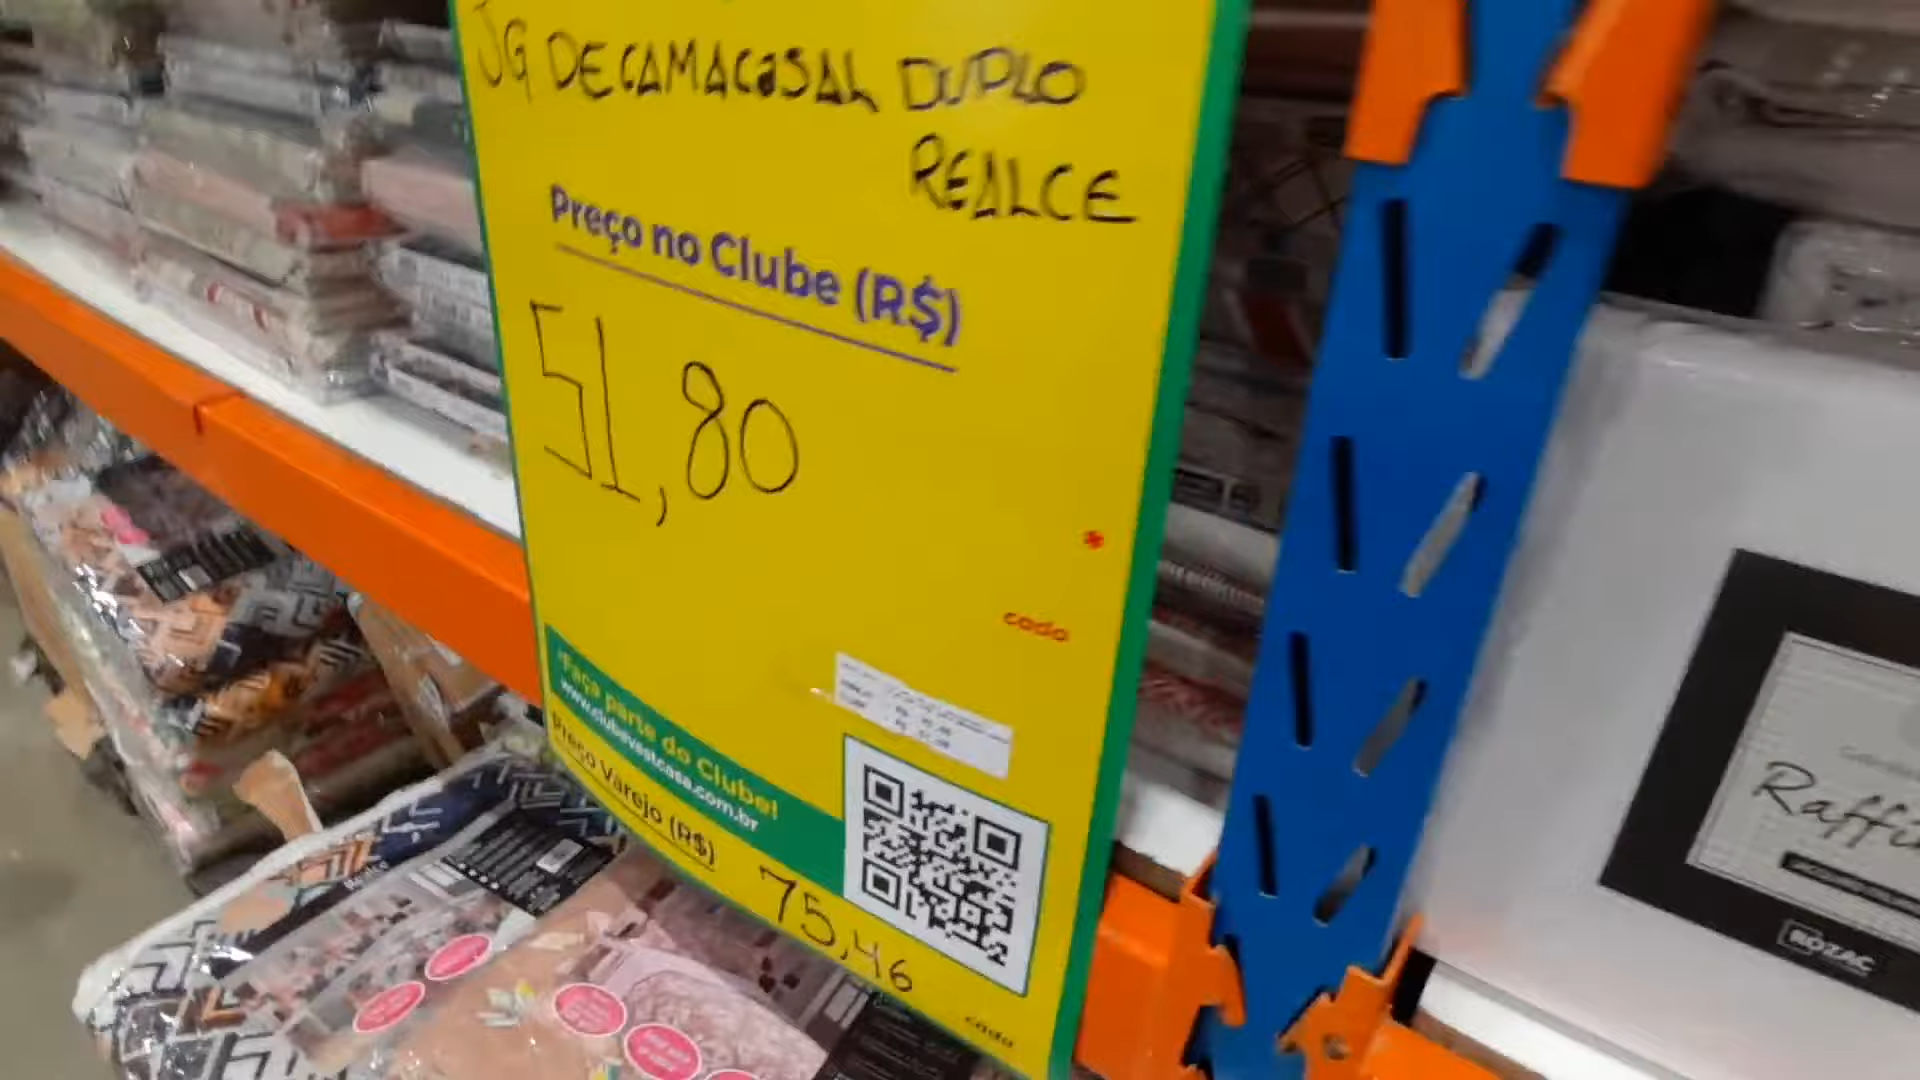 JG DE CAMA CASAL DUPLO
REALCE
Preço no Clube (R$)
51,80
*
cada
Faça parte do Clube!
www.clubevestcasa.com.br
Preço Varejo (R$)
75,46
cada
Raffi
ROZAC